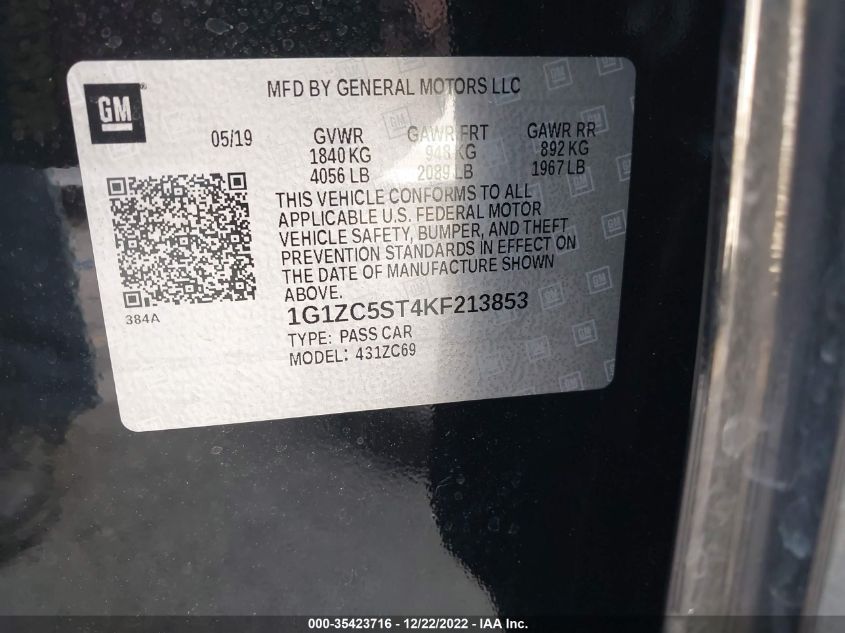 GM
MFD BY GENERAL MOTORS LLC
05/19 GVWR GAWR FRT GAWR RR
1840 KG 948 KG 892 KG
4056 LB 2089 LB 1967 LB
THIS VEHICLE CONFORMS TO ALL
APPLICABLE U.S. FEDERAL MOTOR
VEHICLE SAFETY, BUMPER, AND THEFT
PREVENTION STANDARDS IN EFFECT ON
THE DATE OF MANUFACTURE SHOWN
ABOVE.
384A
1G1ZC5ST4KF213853
TYPE: PASS CAR
MODEL: 431ZC69
000-35423716 - 12/22/2022 - IAA Inc.